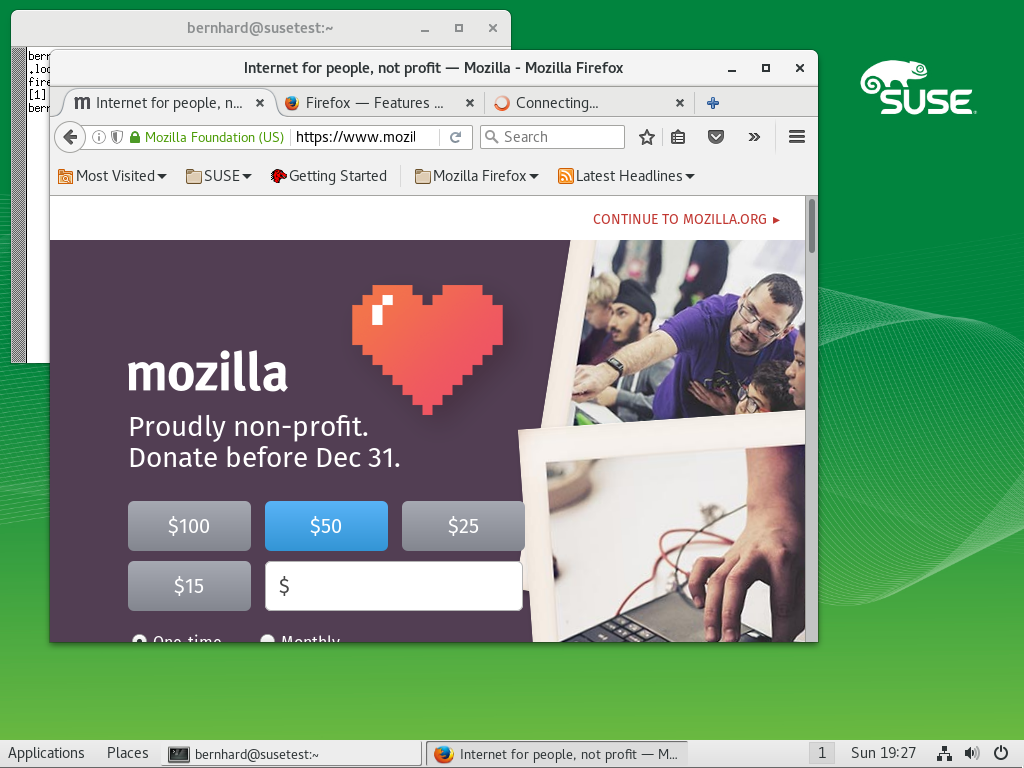 bernhard@susetest:~
bern
.loc
fire
[1]
bern
Internet for people, not profit — Mozilla - Mozilla Firefox
Internet for people, n...
Firefox — Features ...
Connecting...
Mozilla Foundation (US)
https://www.mozil
Search
Most Visited
SUSE
Getting Started
Mozilla Firefox
Latest Headlines
CONTINUE TO MOZILLA.ORG ►
mozilla
Proudly non-profit.
Donate before Dec 31.
$100
$50
$25
$15
$
One-time
Monthly
SUSE
Applications
Places
bernhard@susetest:~
Internet for people, not profit — M...
1
Sun 19:27